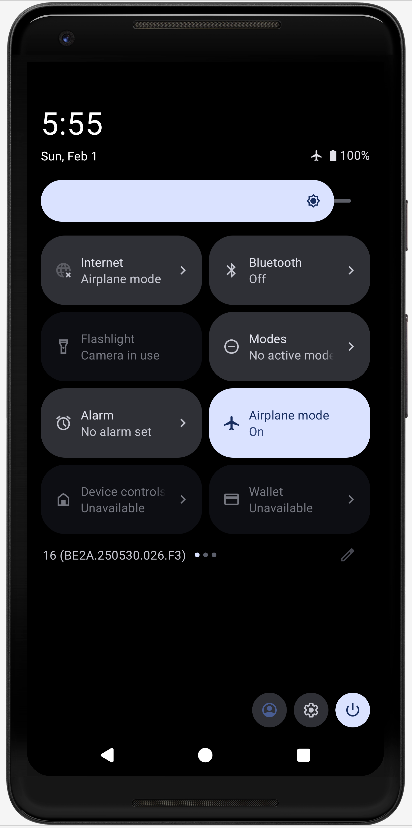 5:55
Sun, Feb 1
100%
Internet
Airplane mode
Bluetooth
Off
Flashlight
Camera in use
Modes
No active mode
Alarm
No alarm set
Airplane mode
On
Device controls
Unavailable
Wallet
Unavailable
16 (BE2A.250530.026.F3)